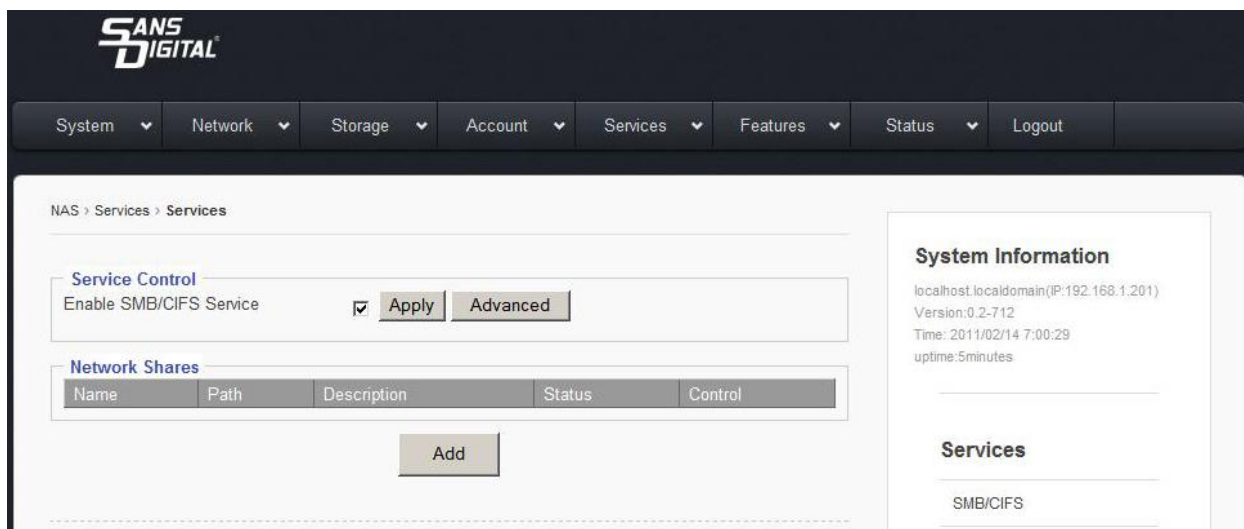 SANS
DIGITAL
System Network Storage Account Services Features Status Logout
NAS > Services > Services
Service Control
Enable SMB/CIFS Service Apply Advanced
Network Shares
Name Path Description Status Control
Add
System Information
localhost.localdomain(IP:192.168.1.201)
Version:0.2-712
Time: 2011/02/14 7:00:29
uptime:5minutes
Services
SMB/CIFS